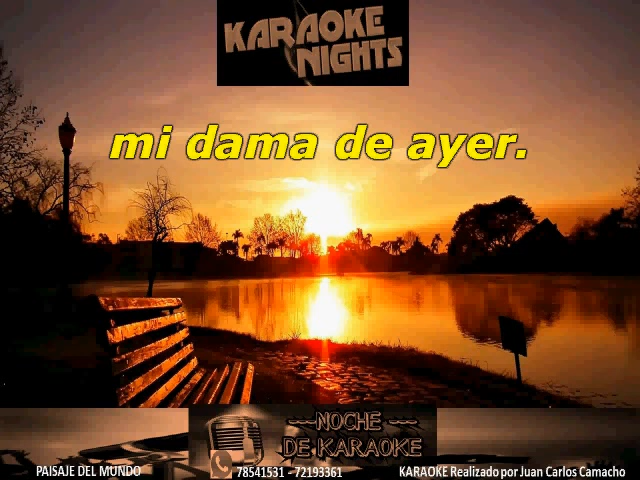 KARAOKE
NIGHTS
mi dama de ayer.
NOCHE
DE KARAOKE
PAISAJE DEL MUNDO
78541531 - 72193361
KARAOKE Realizado por Juan Carlos Camacho